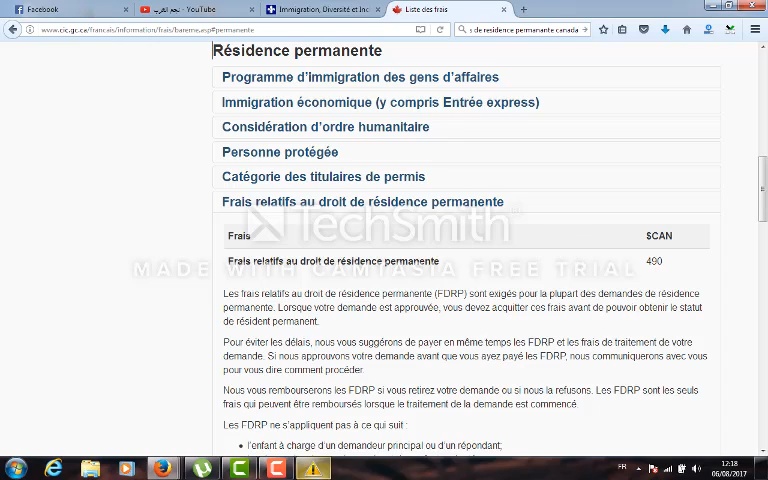 Facebook
YouTube - نجم الغرب
Immigration, Diversité et Inc
Liste des frais
www.cic.gc.ca/francais/information/frais/bareme.asp#permanente
s de residence permanante canada
Résidence permanente
Programme d'immigration des gens d'affaires
Immigration économique (y compris Entrée express)
Considération d'ordre humanitaire
Personne protégée
Catégorie des titulaires de permis
Frais relatifs au droit de résidence permanente
TechSmith
Frais $CAN
Frais relatifs au droit de résidence permanente 490
MADE WITH CAMTASIA FREE TRIAL
Les frais relatifs au droit de résidence permanente (FDRP) sont exigés pour la plupart des demandes de résidence
permanente. Lorsque votre demande est approuvée, vous devez acquitter ces frais avant de pouvoir obtenir le statut
de résident permanent.
Pour éviter les délais, nous vous suggérons de payer en même temps les FDRP et les frais de traitement de votre
demande. Si nous approuvons votre demande avant que vous ayez payé les FDRP, nous communiquerons avec vous
pour vous dire comment procéder.
Nous vous rembourserons les FDRP si vous retirez votre demande ou si nous la refusons. Les FDRP sont les seuls
frais qui peuvent être remboursés lorsque le traitement de la demande est commencé.
Les FDRP ne s'appliquent pas à ce qui suit :
• l'enfant à charge d'un demandeur principal ou d'un répondant;
FR
12:18
06/08/2017